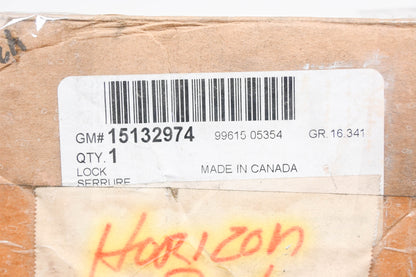 GM# 15132974 99615 05354 GR. 16.341
QTY. 1
LOCK MADE IN CANADA
SERRURE
HORIZON